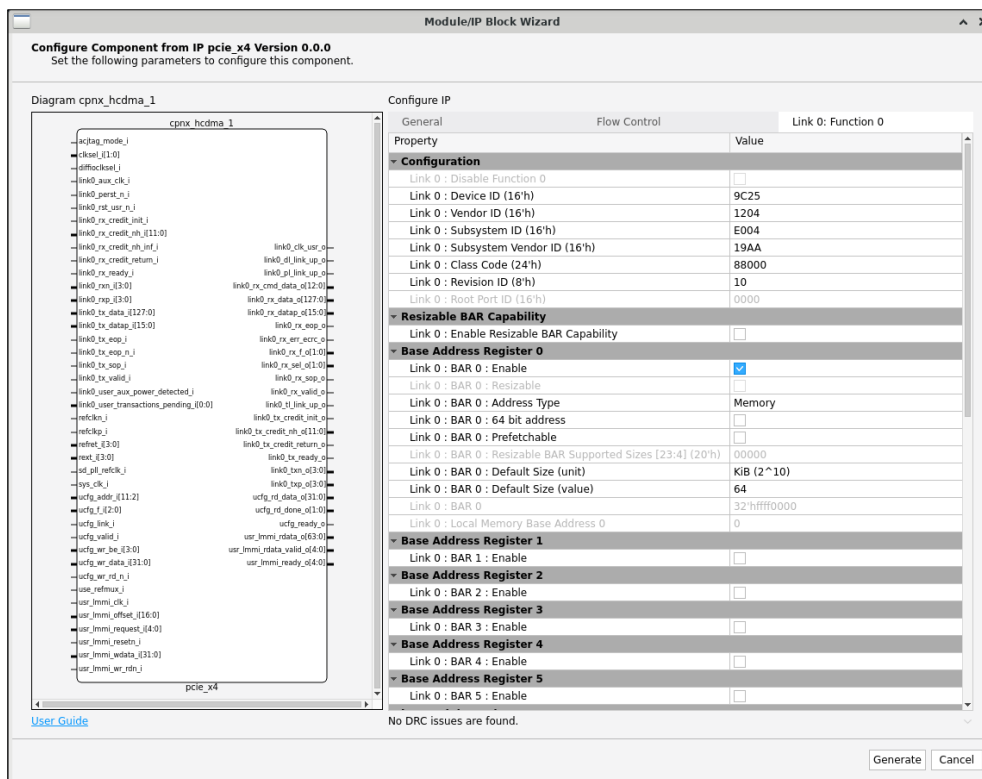 Module/IP Block Wizard
Configure Component from IP pcie_x4 Version 0.0.0
Set the following parameters to configure this component.
Diagram cpnx_hcdma_1
cpnx_hcdma_1
acjtag_mode_i
clksel_i[1:0]
diffioclksel_i
link0_aux_clk_i
link0_perst_n_i
link0_rst_usr_n_i
link0_rx_credit_init_i
link0_rx_credit_nh_i[11:0]
link0_rx_credit_nh_inf_i
link0_rx_credit_return_i
link0_rx_ready_i
link0_rxn_i[3:0]
link0_rxp_i[3:0]
link0_tx_data_i[127:0]
link0_tx_datap_i[15:0]
link0_tx_eop_i
link0_tx_eop_n_i
link0_tx_sop_i
link0_tx_valid_i
link0_user_aux_power_detected_i
link0_user_transactions_pending_i[0:0]
refclkn_i
refclkp_i
refret_i[3:0]
rext_i[3:0]
sd_pll_refclk_i
sys_clk_i
ucfg_addr_i[11:2]
ucfg_f_i[2:0]
ucfg_link_i
ucfg_valid_i
ucfg_wr_be_i[3:0]
ucfg_wr_data_i[31:0]
ucfg_wr_rd_n_i
use_refmux_i
usr_lmmi_clk_i
usr_lmmi_offset_i[16:0]
usr_lmmi_request_i[4:0]
usr_lmmi_resetn_i
usr_lmmi_wdata_i[31:0]
usr_lmmi_wr_rdn_i
link0_clk_usr_o
link0_dl_link_up_o
link0_pl_link_up_o
link0_rx_cmd_data_o[12:0]
link0_rx_data_o[127:0]
link0_rx_datap_o[15:0]
link0_rx_eop_o
link0_rx_err_ecrc_o
link0_rx_f_o[1:0]
link0_rx_sel_o[1:0]
link0_rx_sop_o
link0_rx_valid_o
link0_tl_link_up_o
link0_tx_credit_init_o
link0_tx_credit_nh_o[11:0]
link0_tx_credit_return_o
link0_tx_ready_o
link0_txn_o[3:0]
link0_txp_o[3:0]
ucfg_rd_data_o[31:0]
ucfg_rd_done_o[1:0]
ucfg_ready_o
usr_lmmi_rdata_o[63:0]
usr_lmmi_rdata_valid_o[4:0]
usr_lmmi_ready_o[4:0]
pcie_x4
User Guide
Configure IP
General Flow Control Link 0: Function 0
Property Value
Configuration
Link 0 : Disable Function 0
Link 0 : Device ID (16'h) 9C25
Link 0 : Vendor ID (16'h) 1204
Link 0 : Subsystem ID (16'h) E004
Link 0 : Subsystem Vendor ID (16'h) 19AA
Link 0 : Class Code (24'h) 88000
Link 0 : Revision ID (8'h) 10
Link 0 : Root Port ID (16'h) 0000
Resizable BAR Capability
Link 0 : Enable Resizable BAR Capability
Base Address Register 0
Link 0 : BAR 0 : Enable
Link 0 : BAR 0 : Resizable
Link 0 : BAR 0 : Address Type Memory
Link 0 : BAR 0 : 64 bit address
Link 0 : BAR 0 : Prefetchable
Link 0 : BAR 0 : Resizable BAR Supported Sizes [23:4] (20'h) 00000
Link 0 : BAR 0 : Default Size (unit) KiB (2^10)
Link 0 : BAR 0 : Default Size (value) 64
Link 0 : BAR 0 32'hffff0000
Link 0 : Local Memory Base Address 0 0
Base Address Register 1
Link 0 : BAR 1 : Enable
Base Address Register 2
Link 0 : BAR 2 : Enable
Base Address Register 3
Link 0 : BAR 3 : Enable
Base Address Register 4
Link 0 : BAR 4 : Enable
Base Address Register 5
Link 0 : BAR 5 : Enable
No DRC issues are found.
Generate Cancel